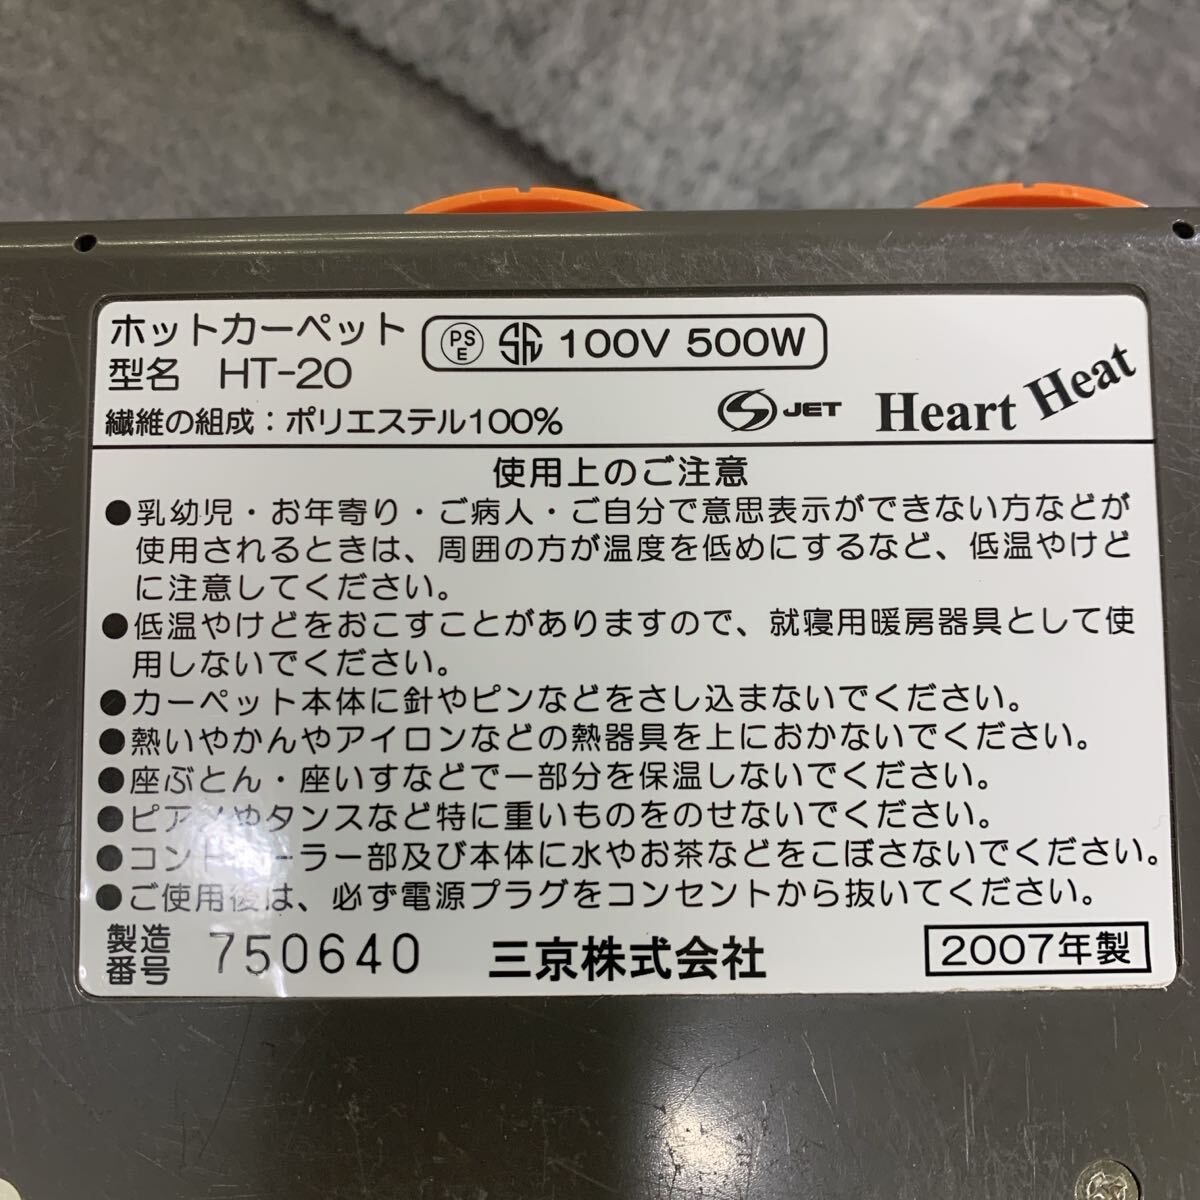 ホットカーペット
PS E 100V 500W
型名 HT-20
繊維の組成：ポリエステル100%
S JET Heart Heat
使用上のご注意
●乳幼児・お年寄り・ご病人・ご自分で意思表示ができない方などが
使用されるときは、周囲の方が温度を低めにするなど、低温やけど
に注意してください。
●低温やけどをおこすことがありますので、就寝用暖房器具として使
用しないでください。
●カーペット本体に針やピンなどをさし込まないでください。
●熱いやかんやアイロンなどの熱器具を上におかないでください。
●座ぶとん・座いすなどで一部分を保温しないでください。
●ピアノやタンスなど特に重いものをのせないでください。
●コントローラー部及び本体に水やお茶などをこぼさないでください。
●ご使用後は、必ず電源プラグをコンセントから抜いてください。
製造番号 750640 三京株式会社 2007年製